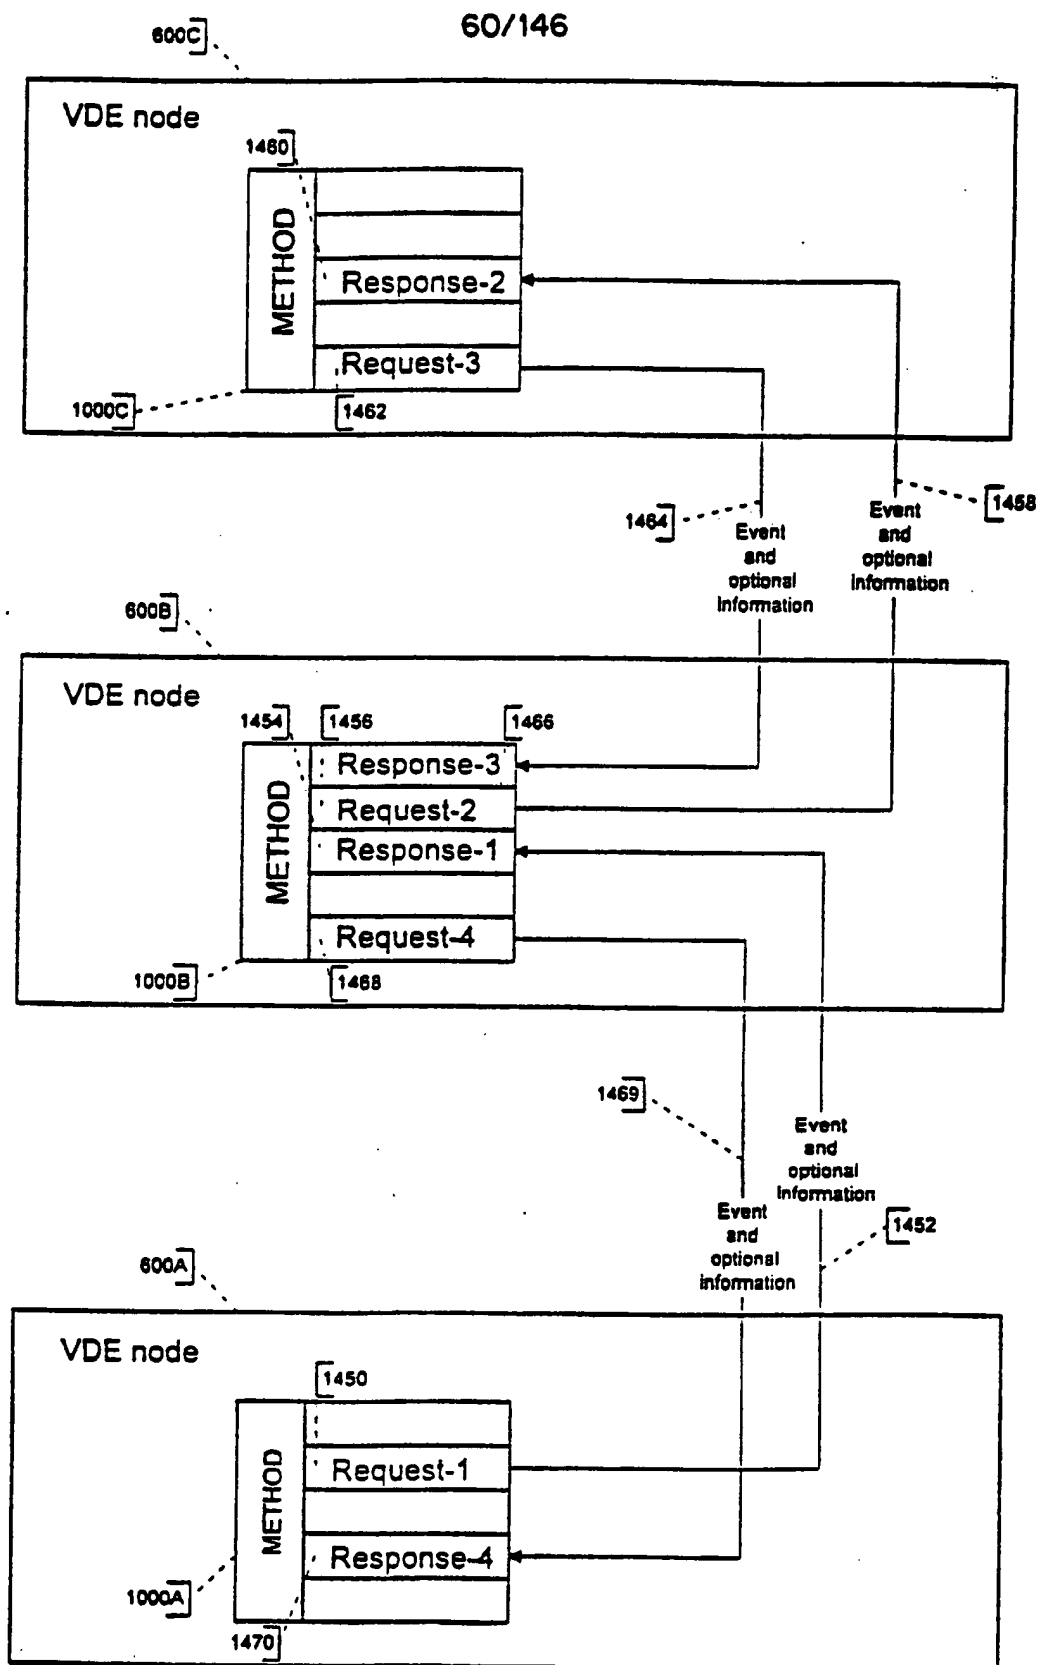 60/146
600C
VDE node
1460
METHOD
Response-2
Request-3
1000C
1462
1464
1458
Event
and
optional
Information
Event
and
optional
Information
600B
VDE node
1454
1456
1466
METHOD
Response-3
Request-2
Response-1
Request-4
1000B
1468
1469
Event
and
optional
Information
Event
and
optional
information
1452
600A
VDE node
1450
METHOD
Request-1
Response-4
1000A
1470